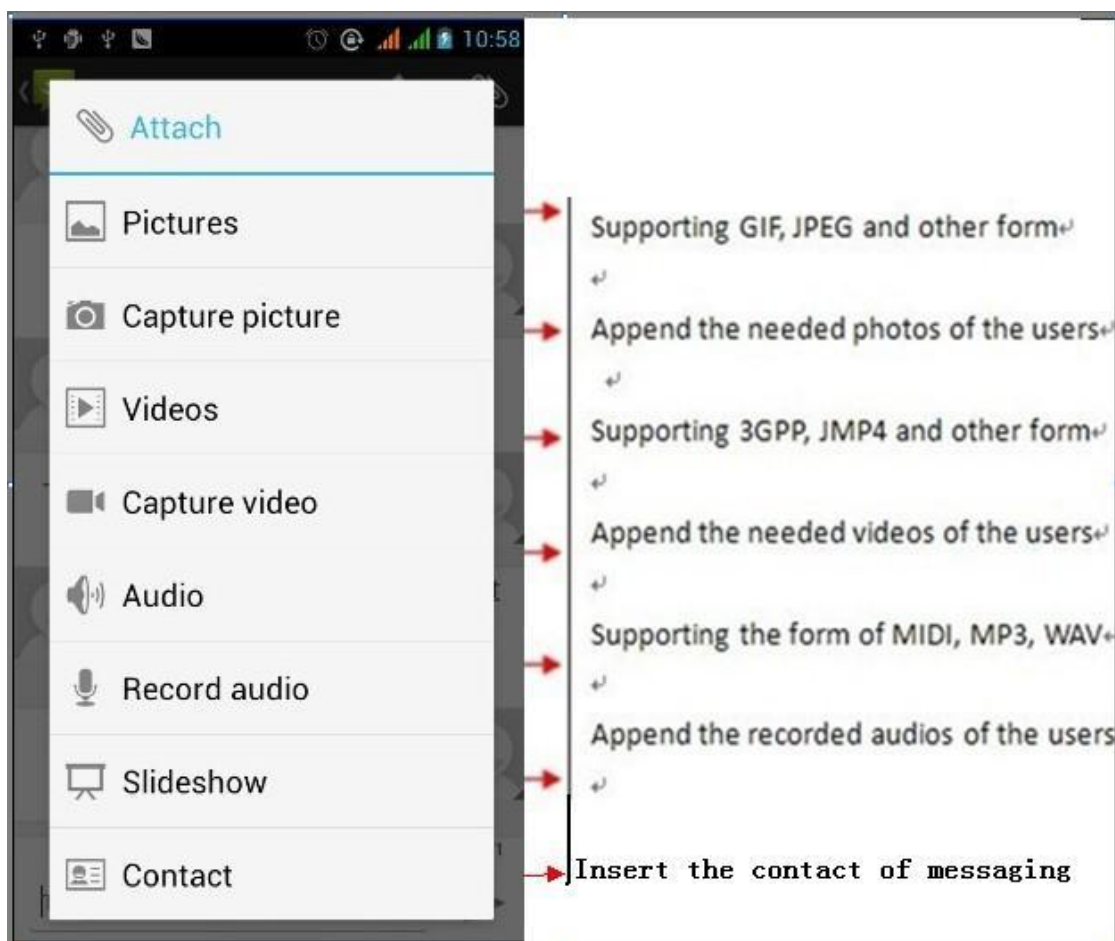 10:58
Attach
Pictures
Capture picture
Videos
Capture video
Audio
Record audio
Slideshow
Contact
Supporting GIF, JPEG and other form
Append the needed photos of the users
Supporting 3GPP, JMP4 and other form
Append the needed videos of the users
Supporting the form of MIDI, MP3, WAV
Append the recorded audios of the users
Insert the contact of messaging